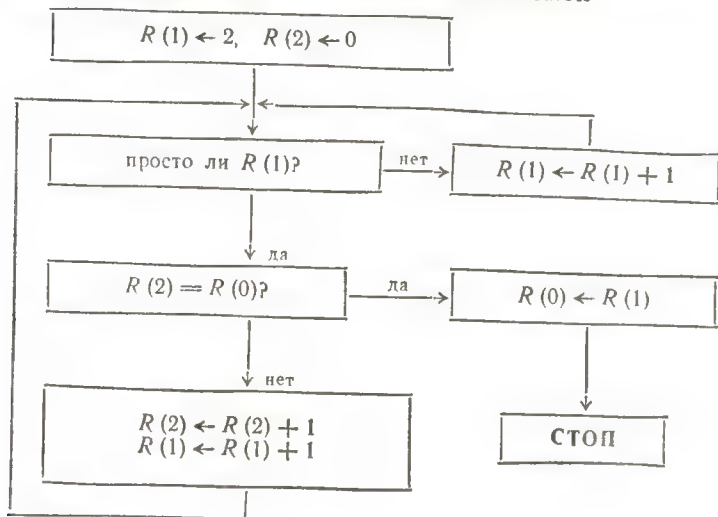 R (1) ← 2, R (2) ← 0
просто ли R (1)?
нет
R (1) ← R (1) + 1
да
R (2) = R (0)?
да
R (0) ← R (1)
нет
R (2) ← R (2) + 1
R (1) ← R (1) + 1
СТОП